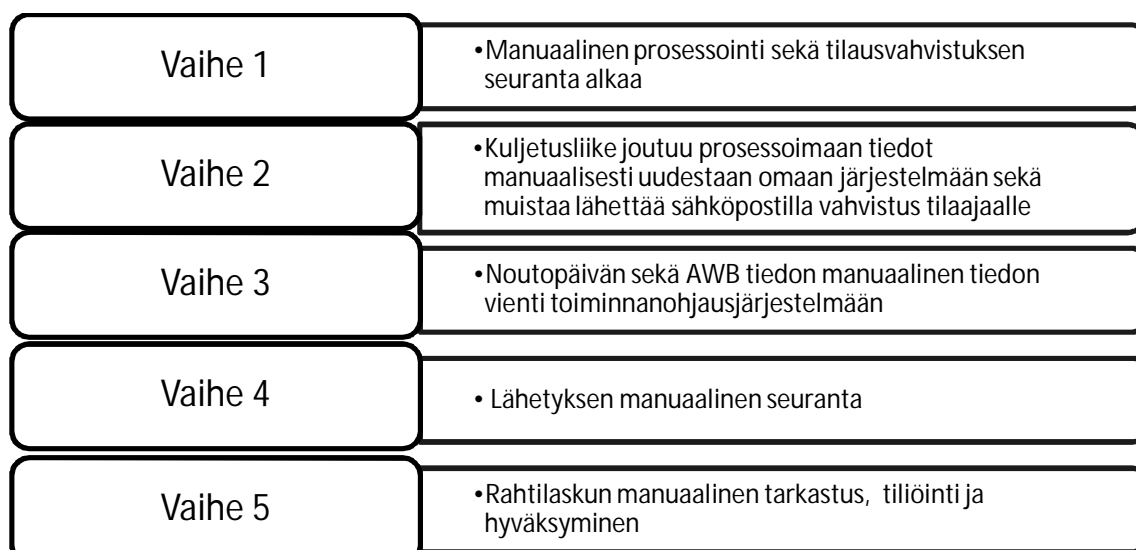 Vaihe 1
•Manuaalinen prosessointi sekä tilausvahvistuksen
seuranta alkaa
Vaihe 2
•Kuljetusliike joutuu prosessoimaan tiedot
manuaalisesti uudestaan omaan järjestelmään sekä
muistaa lähettää sähköpostilla vahvistus tilaajaalle
Vaihe 3
•Noutopäivän sekä AWB tiedon manuaalinen tiedon
vienti toiminnanohjausjärjestelmään
Vaihe 4
• Lähetyksen manuaalinen seuranta
Vaihe 5
•Rahtilaskun manuaalinen tarkastus, tiliöinti ja
hyväksyminen